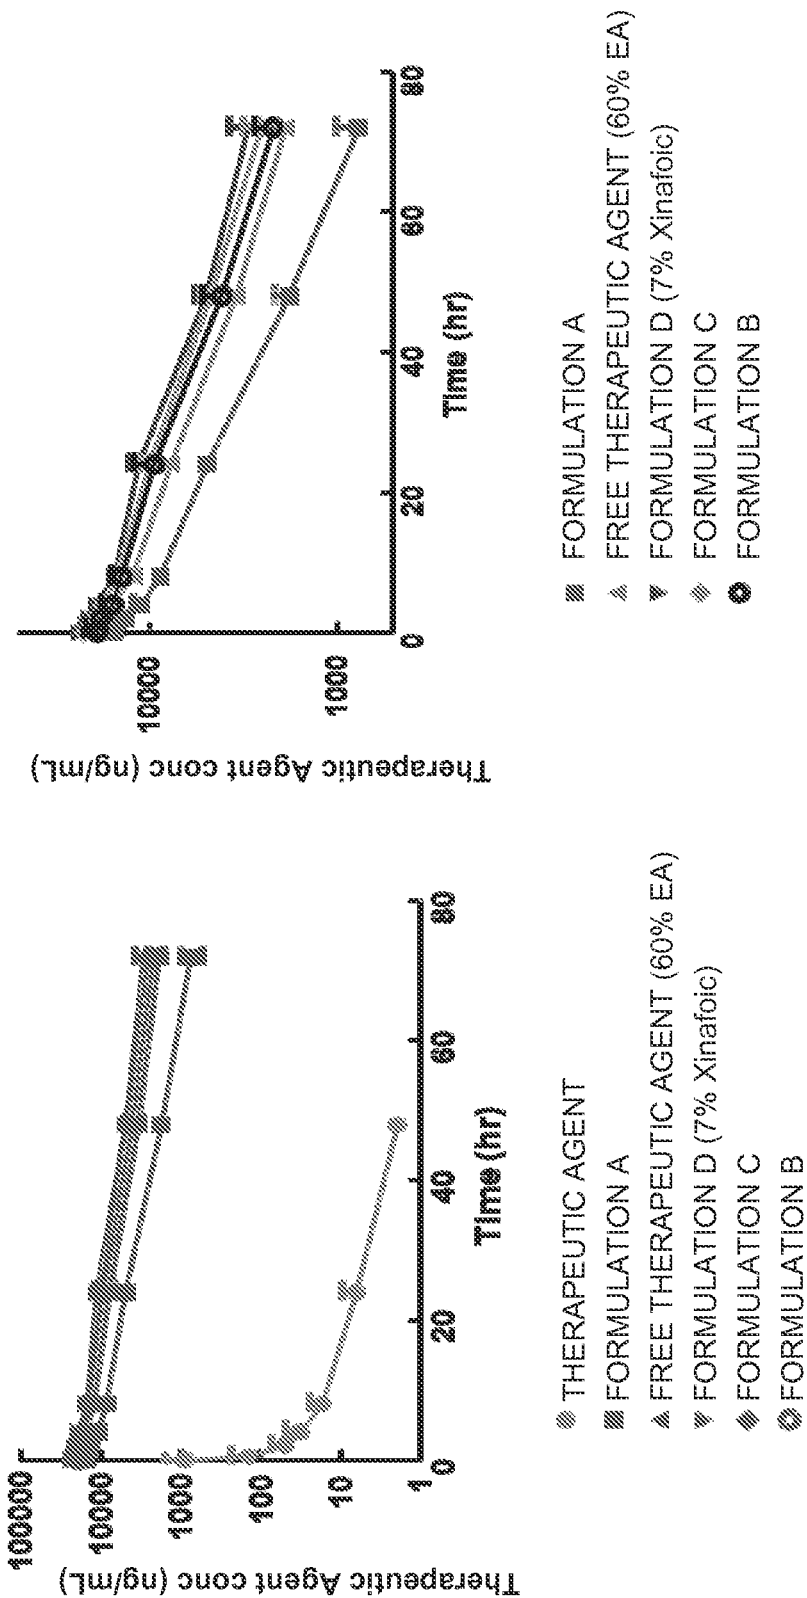 Therapeutic Agent conc (ng/mL)
100000
10000
1000
100
10
1
0
20
40
60
80
Time (hr)
THERAPEUTIC AGENT
FORMULATION A
FREE THERAPEUTIC AGENT (60% EA)
FORMULATION D (7% Xinafoic)
FORMULATION C
FORMULATION B
Therapeutic Agent conc (ng/mL)
10000
1000
0
20
40
60
80
Time (hr)
FORMULATION A
FREE THERAPEUTIC AGENT (60% EA)
FORMULATION D (7% Xinafoic)
FORMULATION C
FORMULATION B